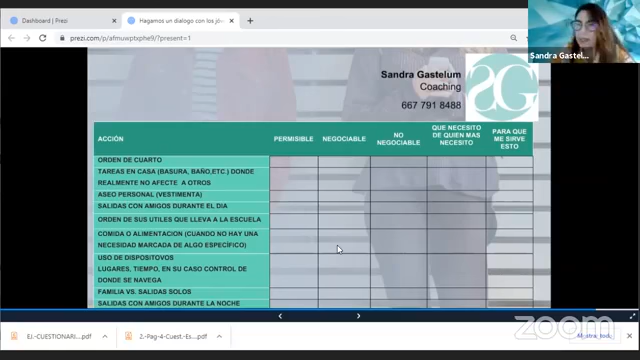 Dashboard | Prezi
Hagamos un dialogo con los jó
prezi.com/p/afmuwptxphe9/?present=1
Sandra Gastel...
Sandra Gastelum
Coaching
667 791 8488
SG
ACCIÓN
PERMISIBLE
NEGOCIABLE
NO NEGOCIABLE
QUE NECESITO DE QUIEN MAS NECESITO
PARA QUE ME SIRVE ESTO
ORDEN DE CUARTO
TAREAS EN CASA (BASURA, BAÑO,ETC.) DONDE
REALMENTE NO AFECTE A OTROS
ASEO PERSONAL (VESTIMENTA)
SALIDAS CON AMIGOS DURANTE EL DIA
ORDEN DE SUS UTILES QUE LLEVA A LA ESCUELA
COMIDA O ALIMENTACION (CUANDO NO HAY UNA
NECESIDAD MARCADA DE ALGO ESPECÍFICO)
USO DE DISPOSITOVOS
LUGARES, TIEMPO, EN SU CASO CONTROL DE
DONDE SE NAVEGA
FAMILIA VS. SALIDAS SOLOS
SALIDAS CON AMIGOS DURANTE LA NOCHE
EJ.-CUESTIONARI....pdf
2.-Pag-4-Cuest.-Es....pdf
Mostrar todo
zoom